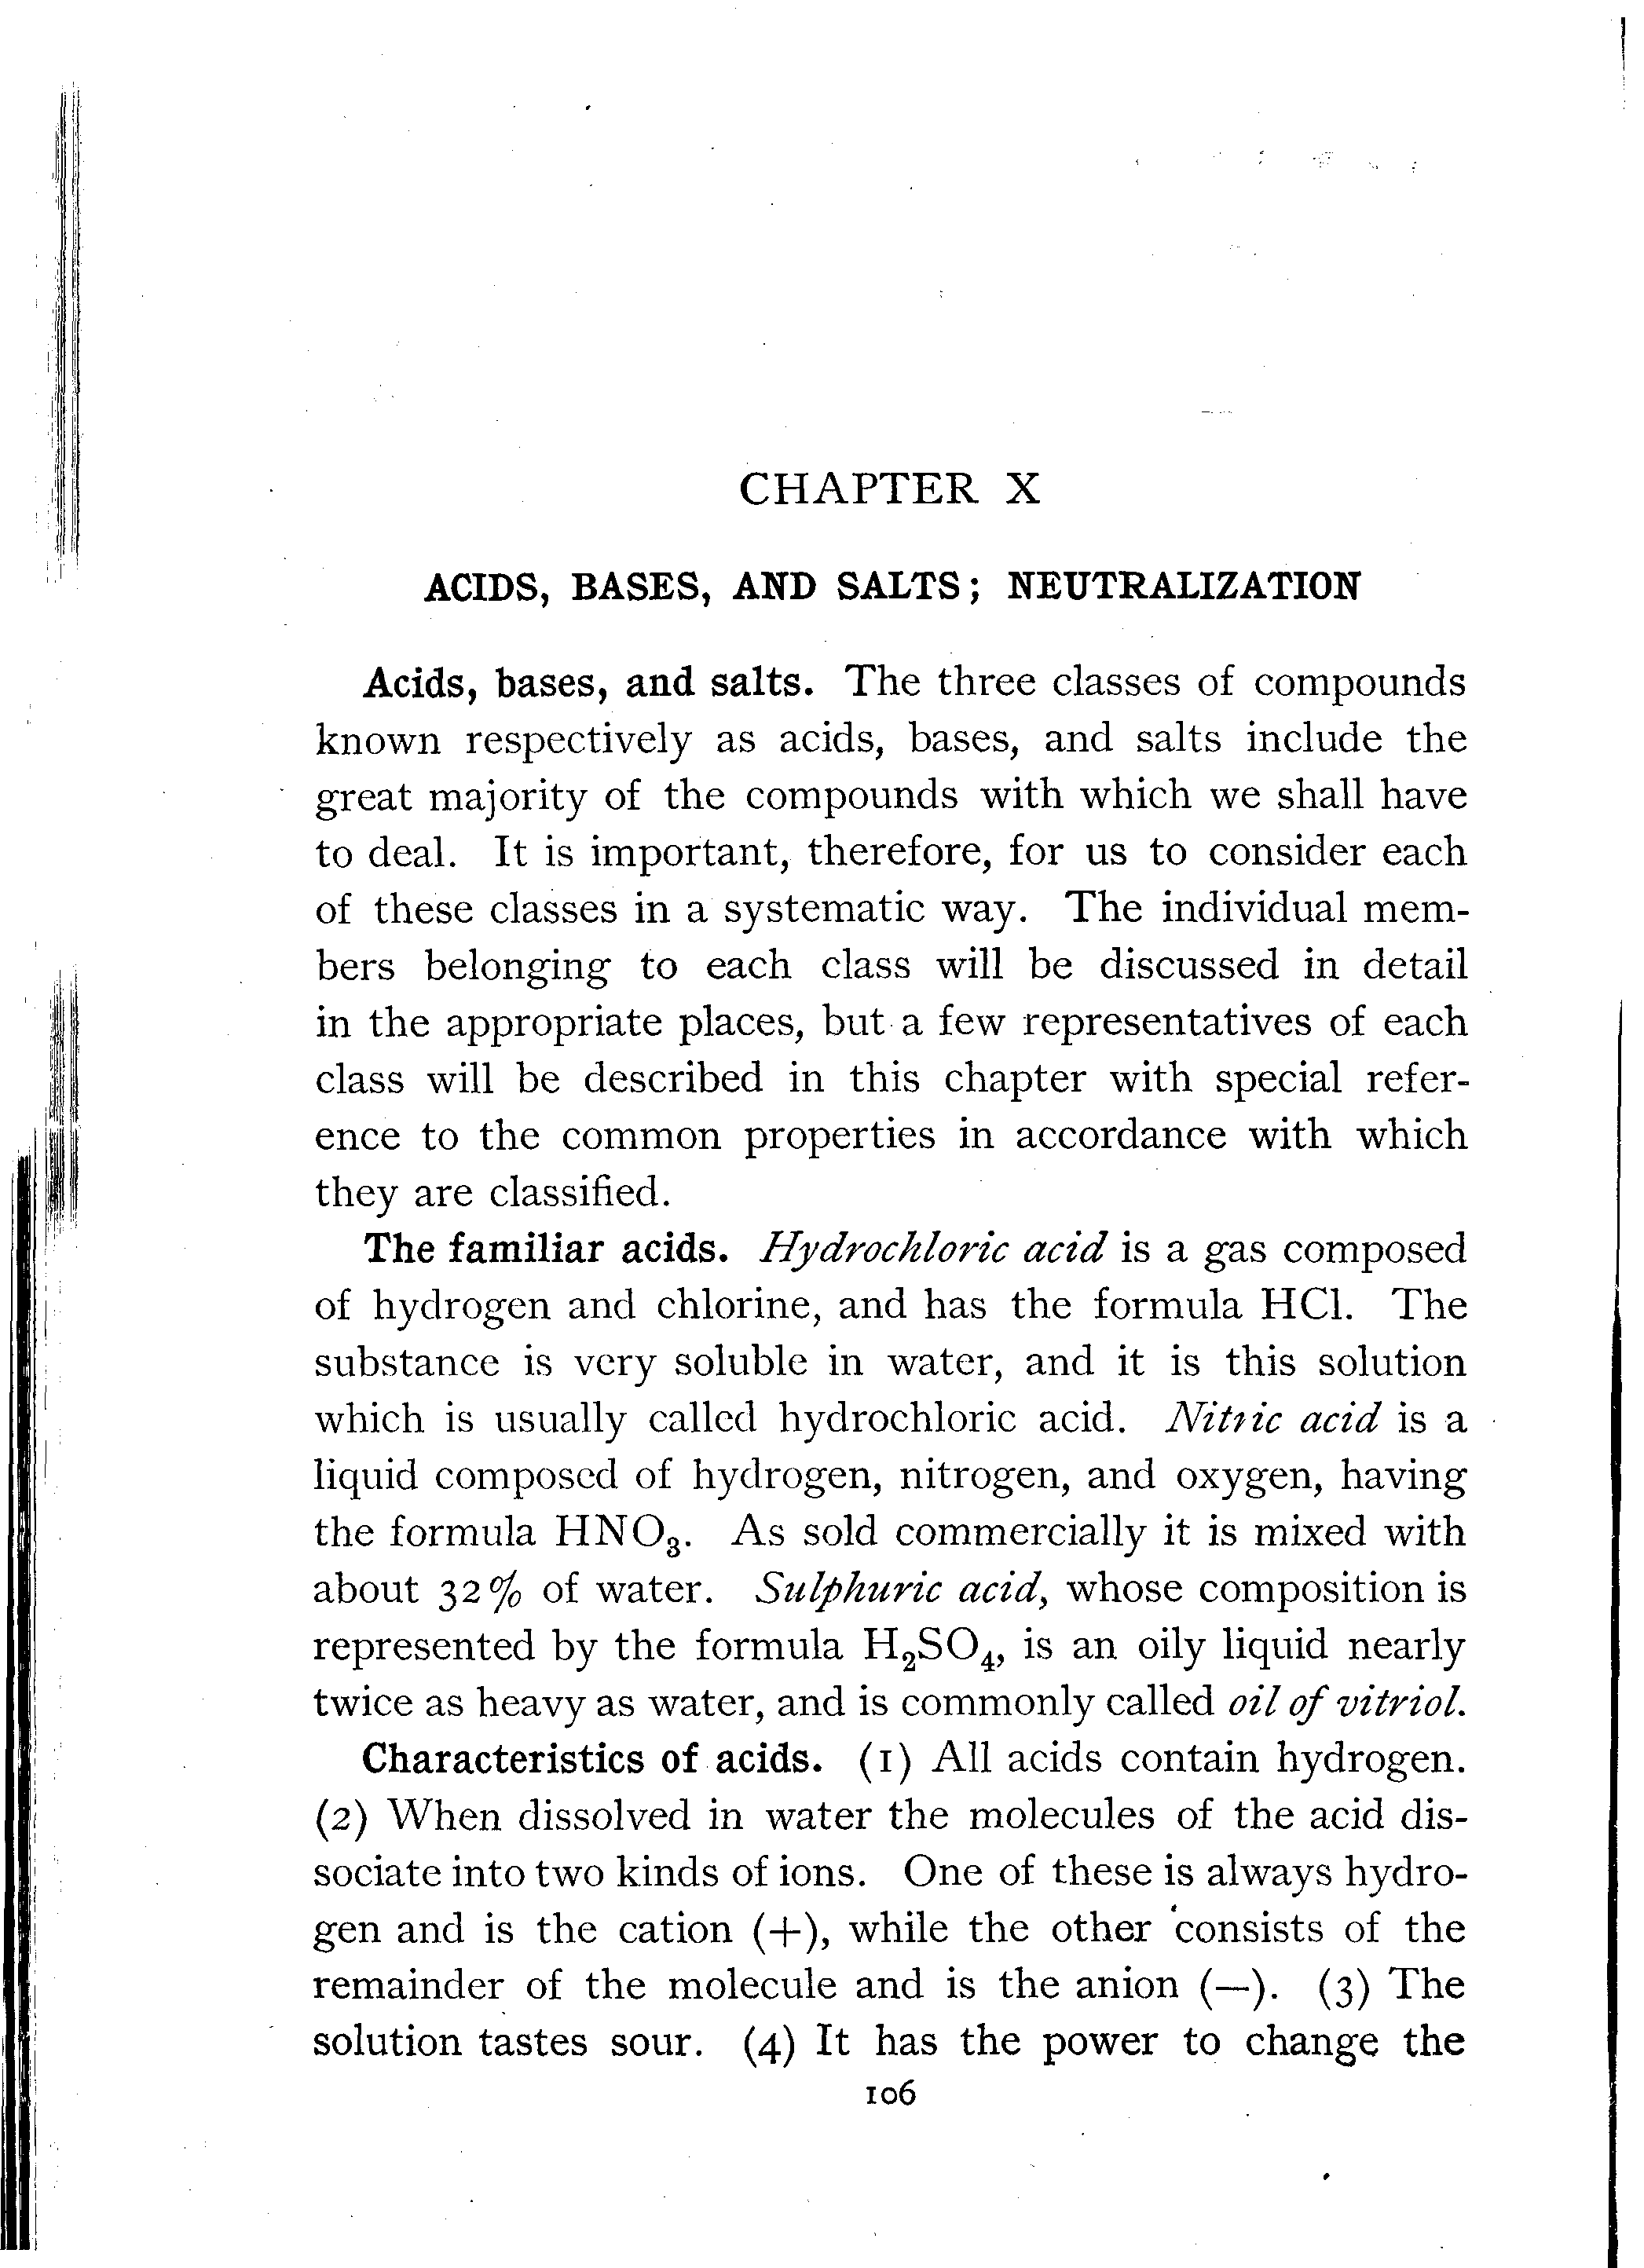 CHAPTER X
ACIDS, BASES, AND SALTS; NEUTRALIZATION
Acids, bases, and salts. The three classes of compounds
known respectively as acids, bases, and salts include the
great majority of the compounds with which we shall have
to deal. It is important, therefore, for us to consider each
of these classes in a systematic way. The individual mem-
bers belonging to each class will be discussed in detail
in the appropriate places, but a few representatives of each
class will be described in this chapter with special refer-
ence to the common properties in accordance with which
they are classified.
The familiar acids. Hydrochloric acid is a gas composed
of hydrogen and chlorine, and has the formula HCl. The
substance is very soluble in water, and it is this solution
which is usually called hydrochloric acid. Nitric acid is a
liquid composed of hydrogen, nitrogen, and oxygen, having
the formula HNO₃. As sold commercially it is mixed with
about 32% of water. Sulphuric acid, whose composition is
represented by the formula H₂SO₄, is an oily liquid nearly
twice as heavy as water, and is commonly called oil of vitriol.
Characteristics of acids. (1) All acids contain hydrogen.
(2) When dissolved in water the molecules of the acid dis-
sociate into two kinds of ions. One of these is always hydro-
gen and is the cation (+), while the other consists of the
remainder of the molecule and is the anion (–). (3) The
solution tastes sour. (4) It has the power to change the
106